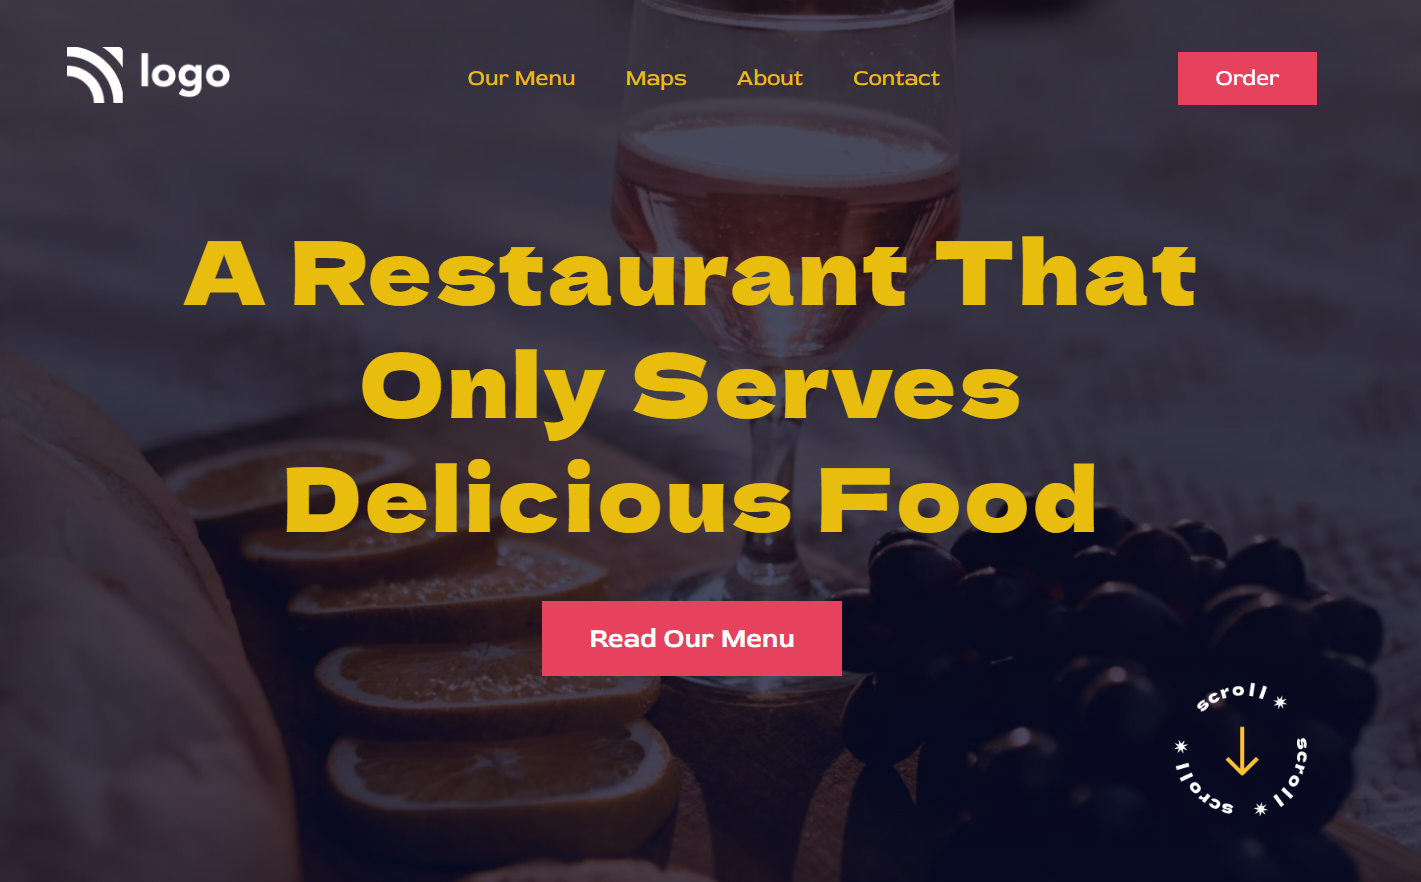 logo
Our Menu Maps About Contact
Order
A Restaurant That
Only Serves
Delicious Food
Read Our Menu
scroll ✷ scroll ✷ scroll ✷